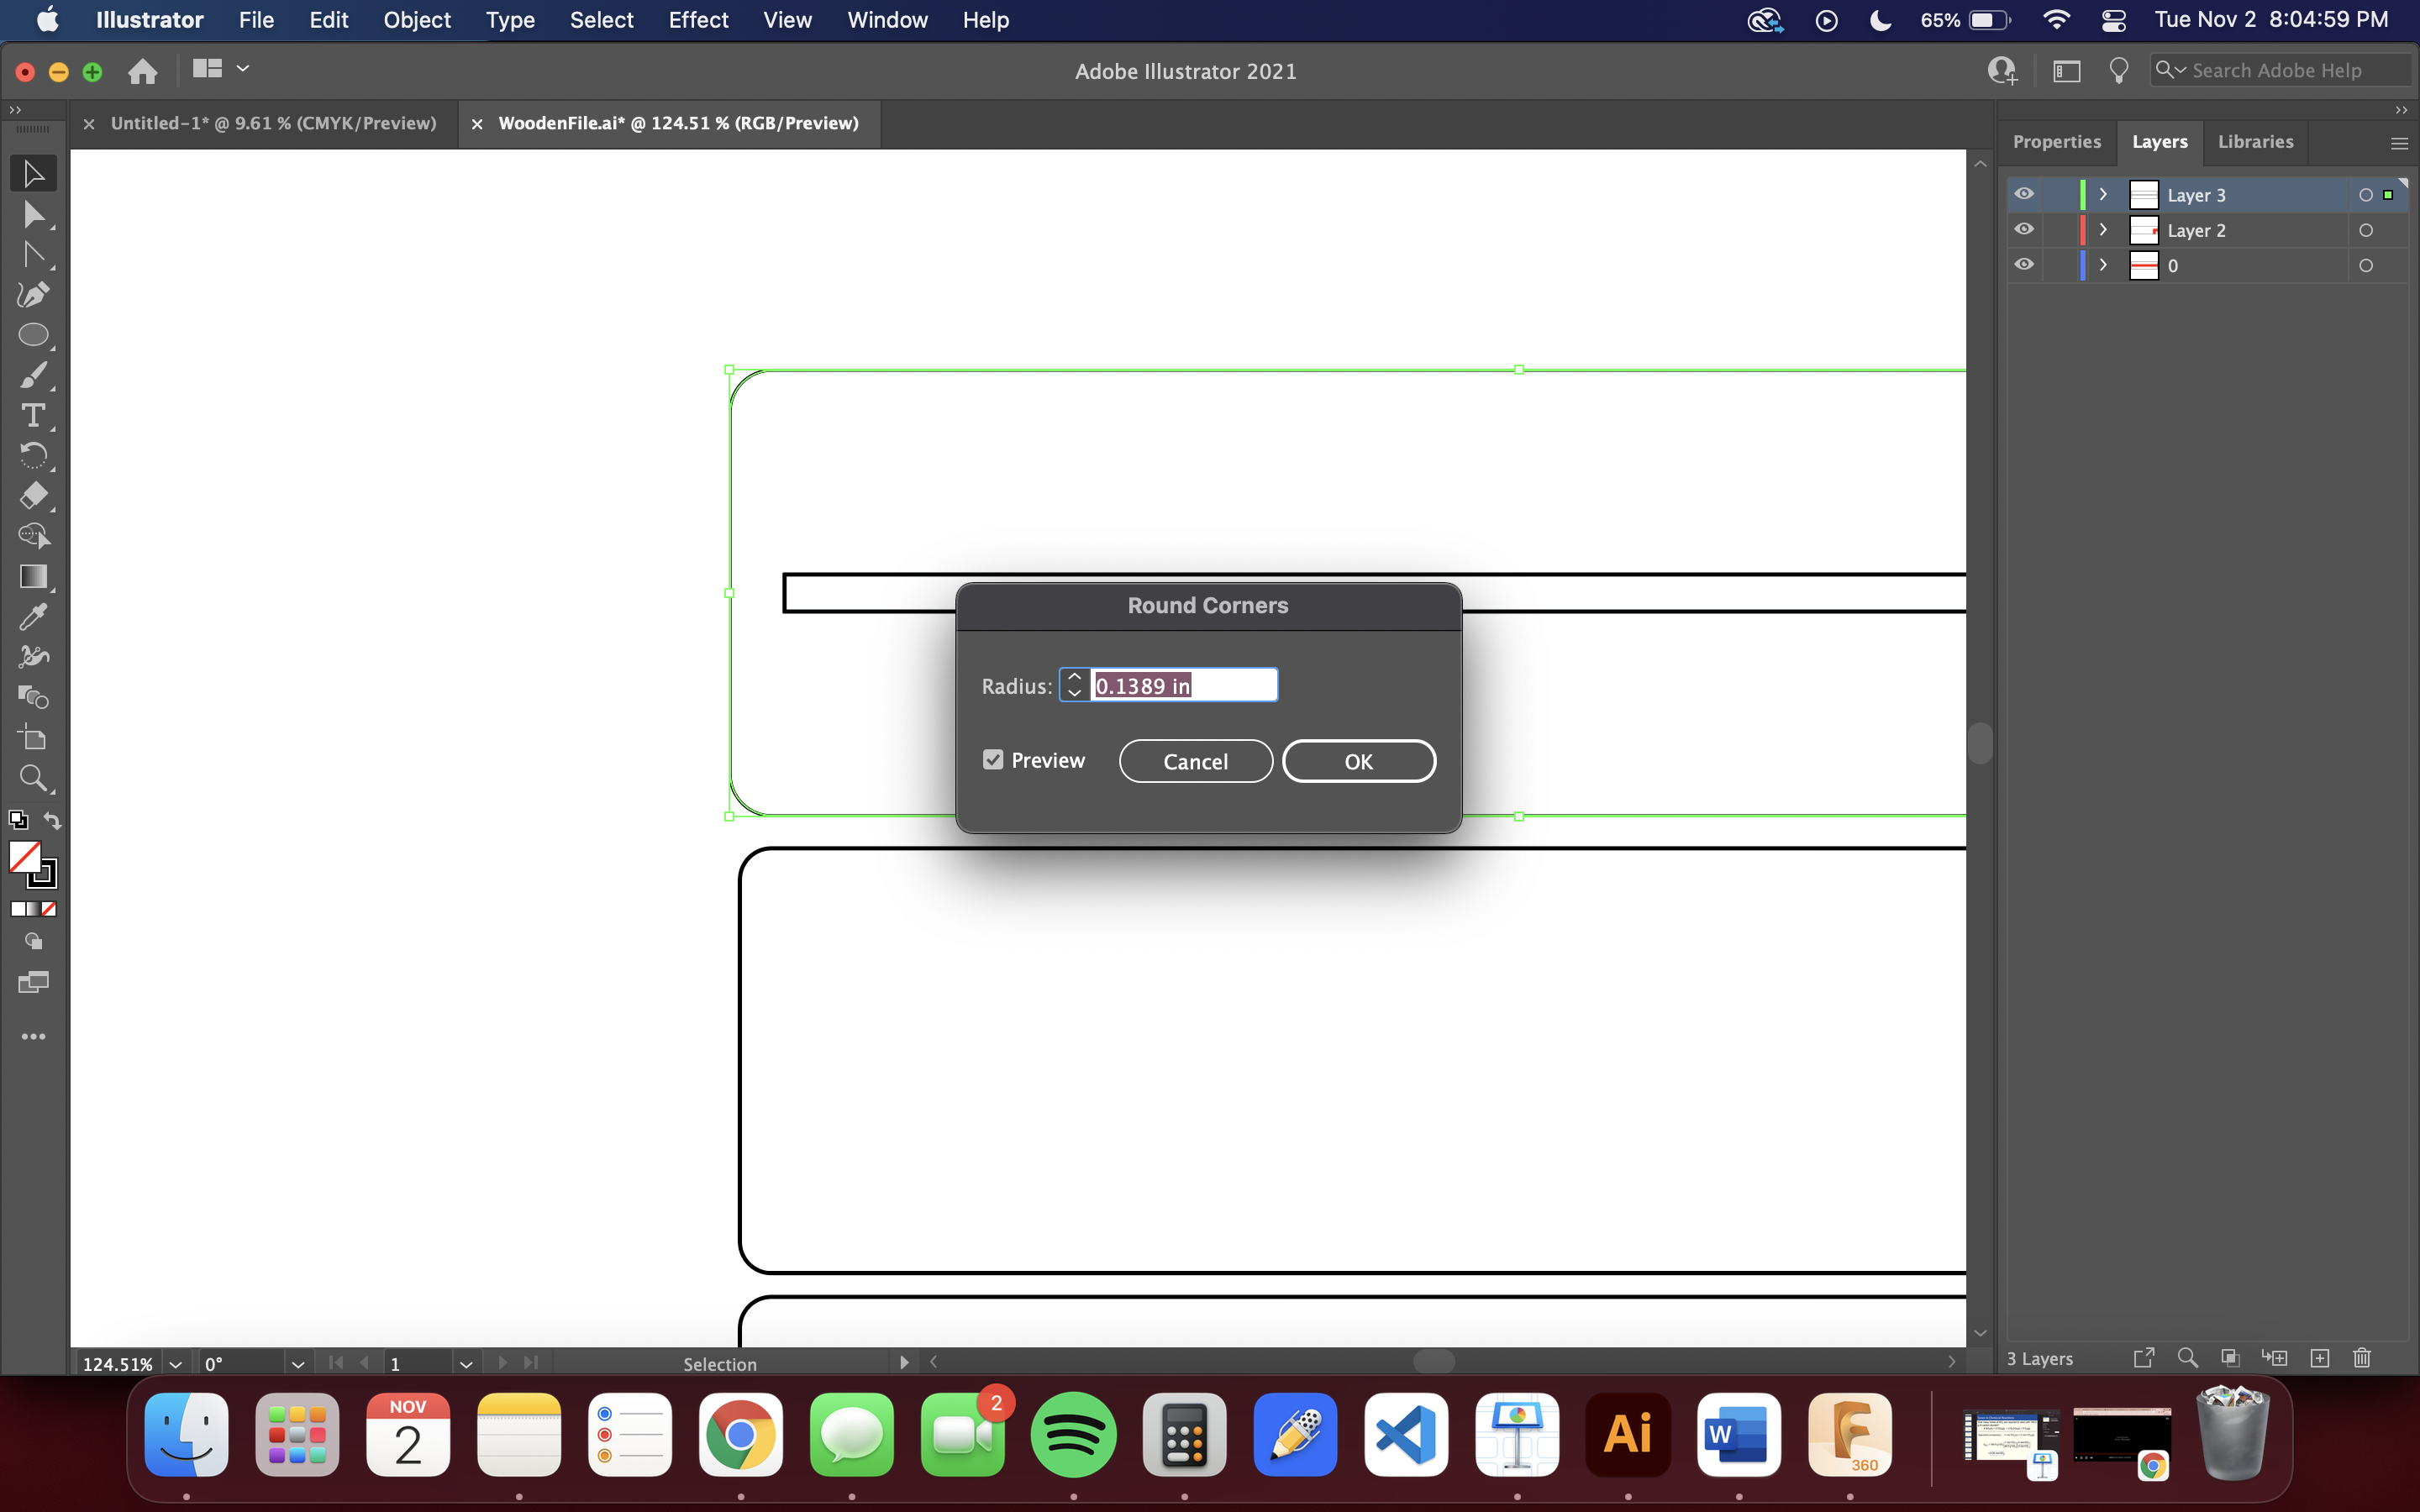 Illustrator File Edit Object Type Select Effect View Window Help 65% Tue Nov 2 8:04:59 PM
Adobe Illustrator 2021
Search Adobe Help
Untitled-1* @ 9.61 % (CMYK/Preview)
WoodenFile.ai* @ 124.51 % (RGB/Preview)
Properties Layers Libraries
Layer 3
Layer 2
0
Round Corners
Radius: 0.1389 in
Preview Cancel OK
124.51% 0° 1 Selection
3 Layers
NOV
2
2
Ai
W
360